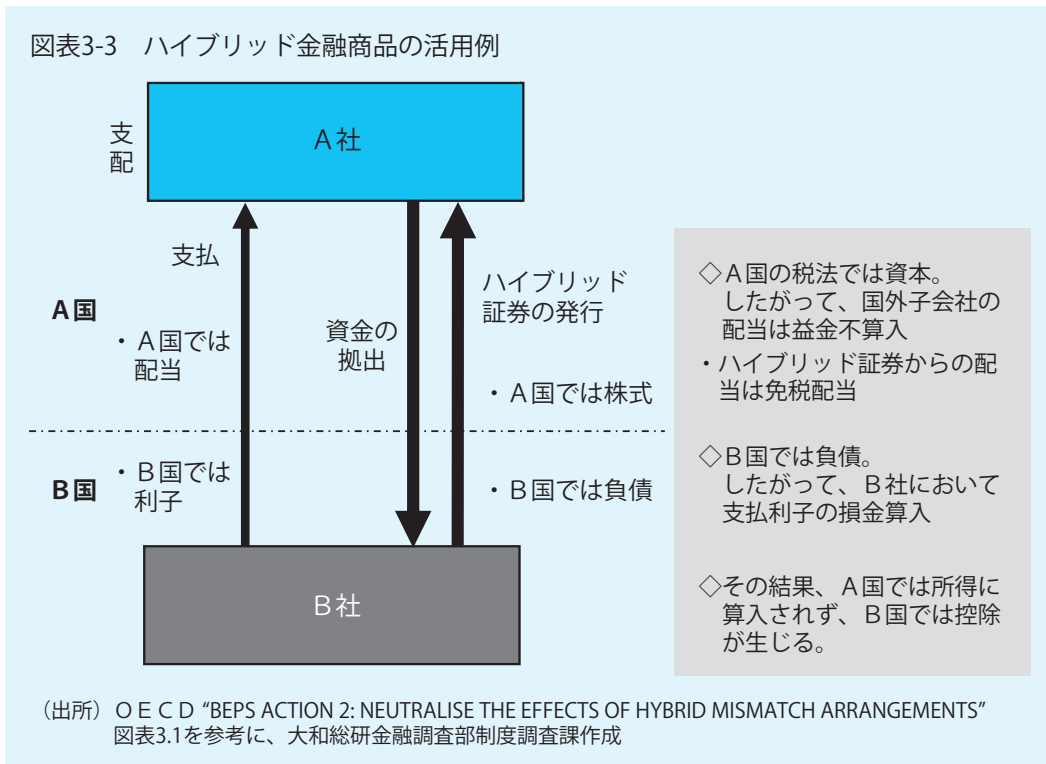 図表3-3　ハイブリッド金融商品の活用例
支配
Ａ社
支払
Ａ国
・Ａ国では
配当
資金の
拠出
ハイブリッド
証券の発行
・Ａ国では株式
Ｂ国
・Ｂ国では
利子
・Ｂ国では負債
Ｂ社
◇Ａ国の税法では資本。
したがって、国外子会社の
配当は益金不算入
・ハイブリッド証券からの配
当は免税配当
◇Ｂ国では負債。
したがって、Ｂ社において
支払利子の損金算入
◇その結果、Ａ国では所得に
算入されず、Ｂ国では控除
が生じる。
（出所）ＯＥＣＤ “BEPS ACTION 2: NEUTRALISE THE EFFECTS OF HYBRID MISMATCH ARRANGEMENTS”
図表3.1を参考に、大和総研金融調査部制度調査課作成